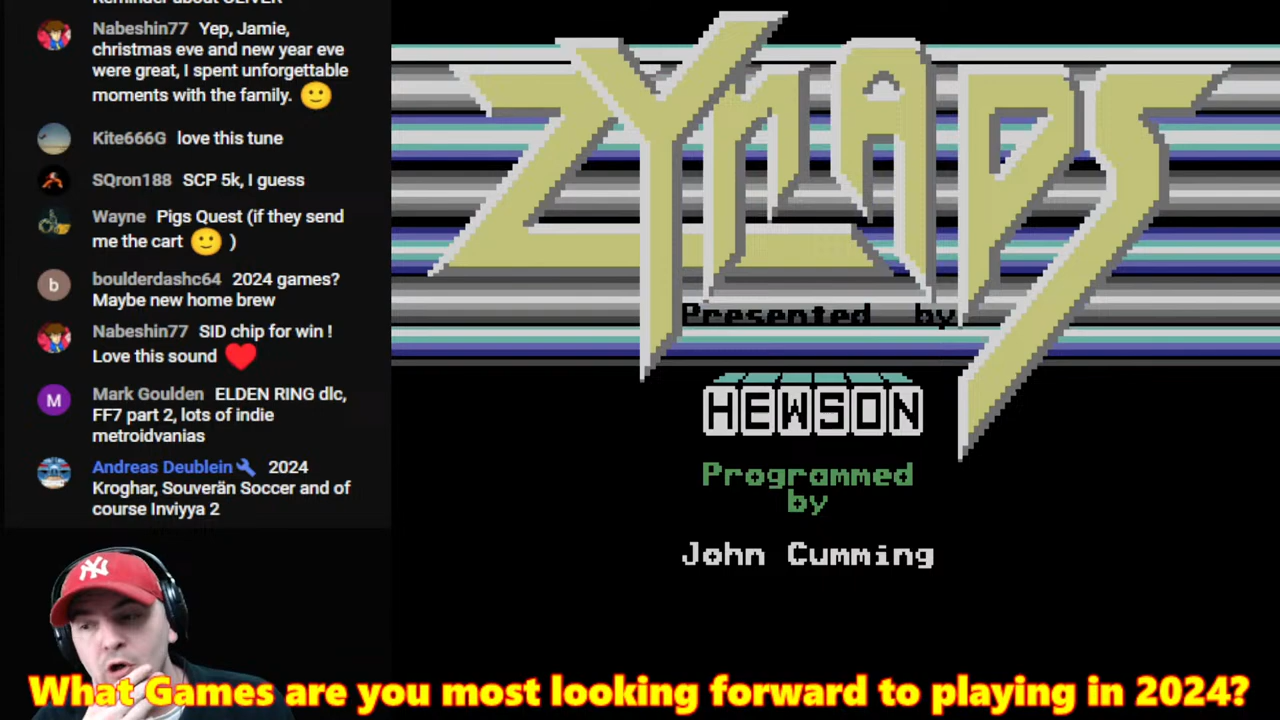 Nabeshin77 Yep, Jamie,
christmas eve and new year eve
were great, I spent unforgettable
moments with the family. 🙂
Kite666G love this tune
SQron188 SCP 5k, I guess
Wayne Pigs Quest (if they send
me the cart 🙂 )
b
boulderdashc64 2024 games?
Maybe new home brew
Nabeshin77 SID chip for win !
Love this sound ❤️
M
Mark Goulden ELDEN RING dlc,
FF7 part 2, lots of indie
metroidvanias
Andreas Deublein 2024
Kroghar, Souverän Soccer and of
course Inviyya 2
ZYNAPS
Presented by
HEWSON
Programmed
by
John Cumming
NY
What Games are you most looking forward to playing in 2024?